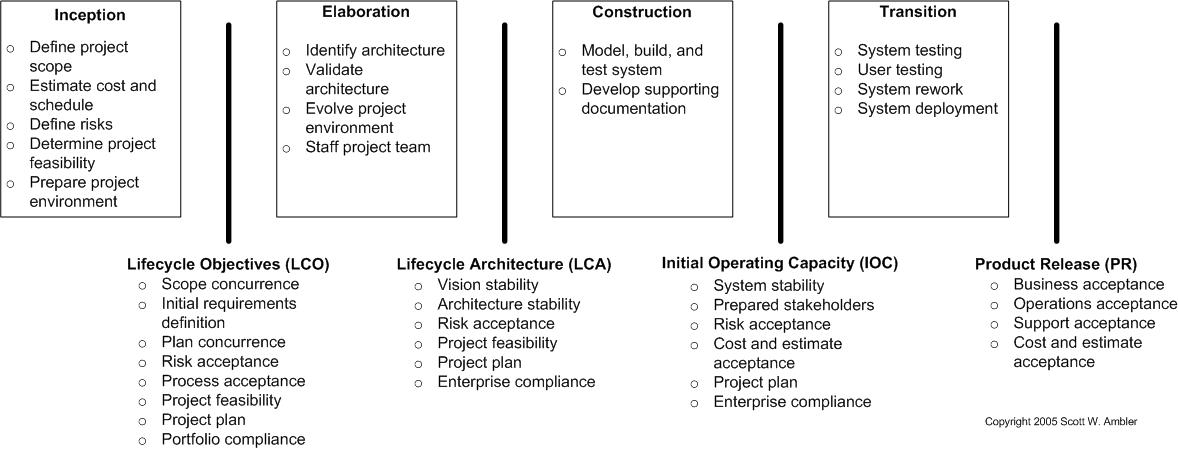 Inception
Define project
scope
Estimate cost and
schedule
Define risks
Determine project
feasibility
Prepare project
environment
Elaboration
Identify architecture
Validate
architecture
Evolve project
environment
Staff project team
Construction
Model, build, and
test system
Develop supporting
documentation
Transition
System testing
User testing
System rework
System deployment
Lifecycle Objectives (LCO)
Scope concurrence
Initial requirements
definition
Plan concurrence
Risk acceptance
Process acceptance
Project feasibility
Project plan
Portfolio compliance
Lifecycle Architecture (LCA)
Vision stability
Architecture stability
Risk acceptance
Project feasibility
Project plan
Enterprise compliance
Initial Operating Capacity (IOC)
System stability
Prepared stakeholders
Risk acceptance
Cost and estimate
acceptance
Project plan
Enterprise compliance
Product Release (PR)
Business acceptance
Operations acceptance
Support acceptance
Cost and estimate
acceptance
Copyright 2005 Scott W. Ambler